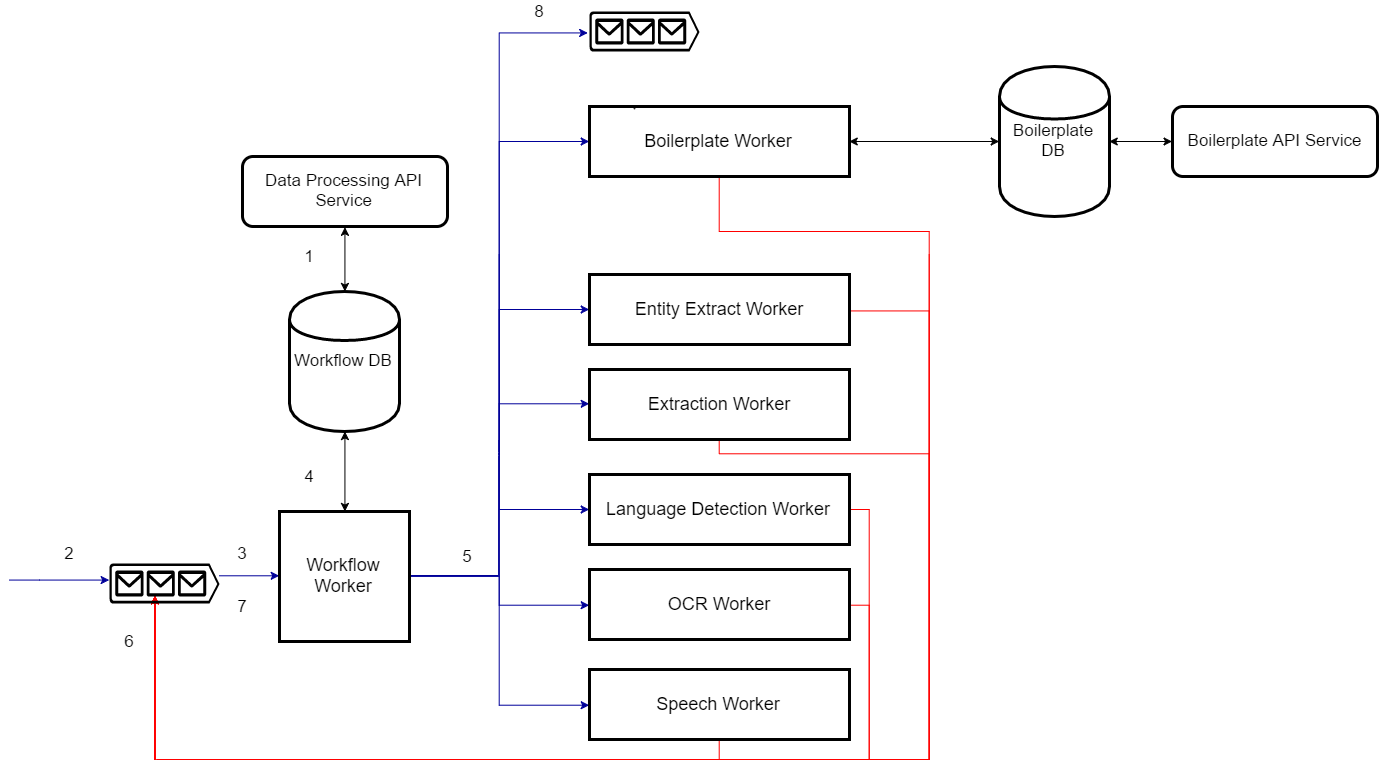 8
Boilerplate Worker
Boilerplate
DB
Boilerplate API Service
Data Processing API
Service
1
Workflow DB
Entity Extract Worker
Extraction Worker
4
Language Detection Worker
2
3
Workflow
Worker
5
7
OCR Worker
6
Speech Worker